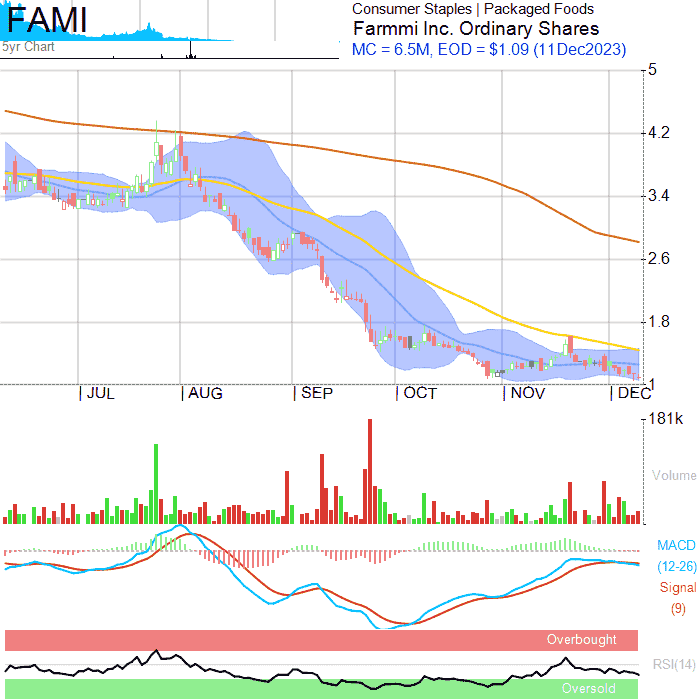 FAMI
5yr Chart
Consumer Staples | Packaged Foods
Farmmi Inc. Ordinary Shares
MC = 6.5M, EOD = $1.09 (11Dec2023)
5
4.2
3.4
2.6
1.8
1
| JUL | AUG | SEP | OCT | NOV | DEC
181k
Volume
MACD
(12-26)
Signal
(9)
Overbought
RSI(14)
Oversold